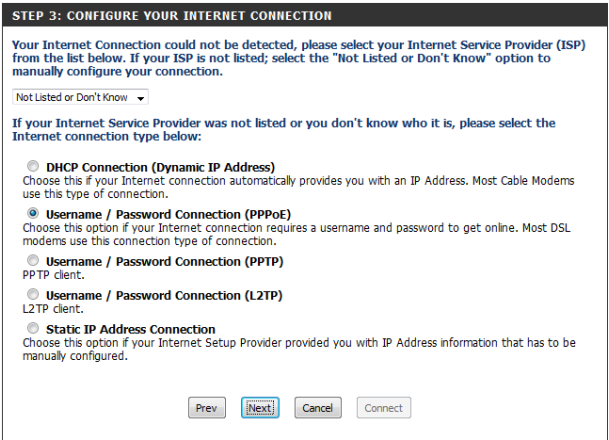 STEP 3: CONFIGURE YOUR INTERNET CONNECTION
Your Internet Connection could not be detected, please select your Internet Service Provider (ISP)
from the list below. If your ISP is not listed; select the "Not Listed or Don't Know" option to
manually configure your connection.
Not Listed or Don't Know
If your Internet Service Provider was not listed or you don't know who it is, please select the
Internet connection type below:
DHCP Connection (Dynamic IP Address)
Choose this if your Internet connection automatically provides you with an IP Address. Most Cable Modems
use this type of connection.
Username / Password Connection (PPPoE)
Choose this option if your Internet connection requires a username and password to get online. Most DSL
modems use this connection type of connection.
Username / Password Connection (PPTP)
PPTP client.
Username / Password Connection (L2TP)
L2TP client.
Static IP Address Connection
Choose this option if your Internet Setup Provider provided you with IP Address information that has to be
manually configured.
Prev Next Cancel Connect